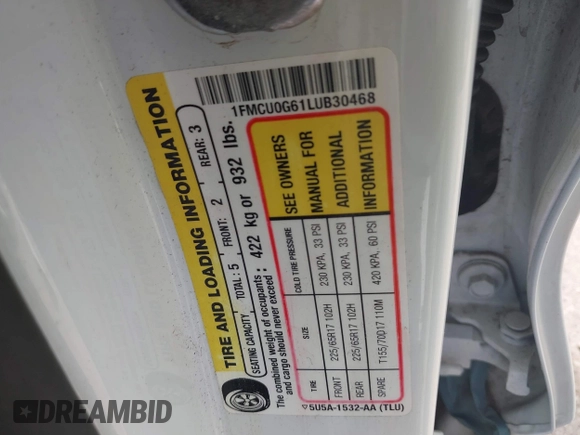 1FMCU0G61LUB30468
TIRE AND LOADING INFORMATION
SEATING CAPACITY TOTAL: 5 FRONT: 2 REAR: 3
The combined weight of occupants
and cargo should never exceed : 422 kg or 932 lbs.
TIRE SIZE COLD TIRE PRESSURE
FRONT 225/65R17 102H 230 KPA, 33 PSI
REAR 225/65R17 102H 230 KPA, 33 PSI
SPARE T155/70D17 110M 420 KPA, 60 PSI
SEE OWNERS
MANUAL FOR
ADDITIONAL
INFORMATION
5U5A-1532-AA (TLU)
DREAMBID.COM